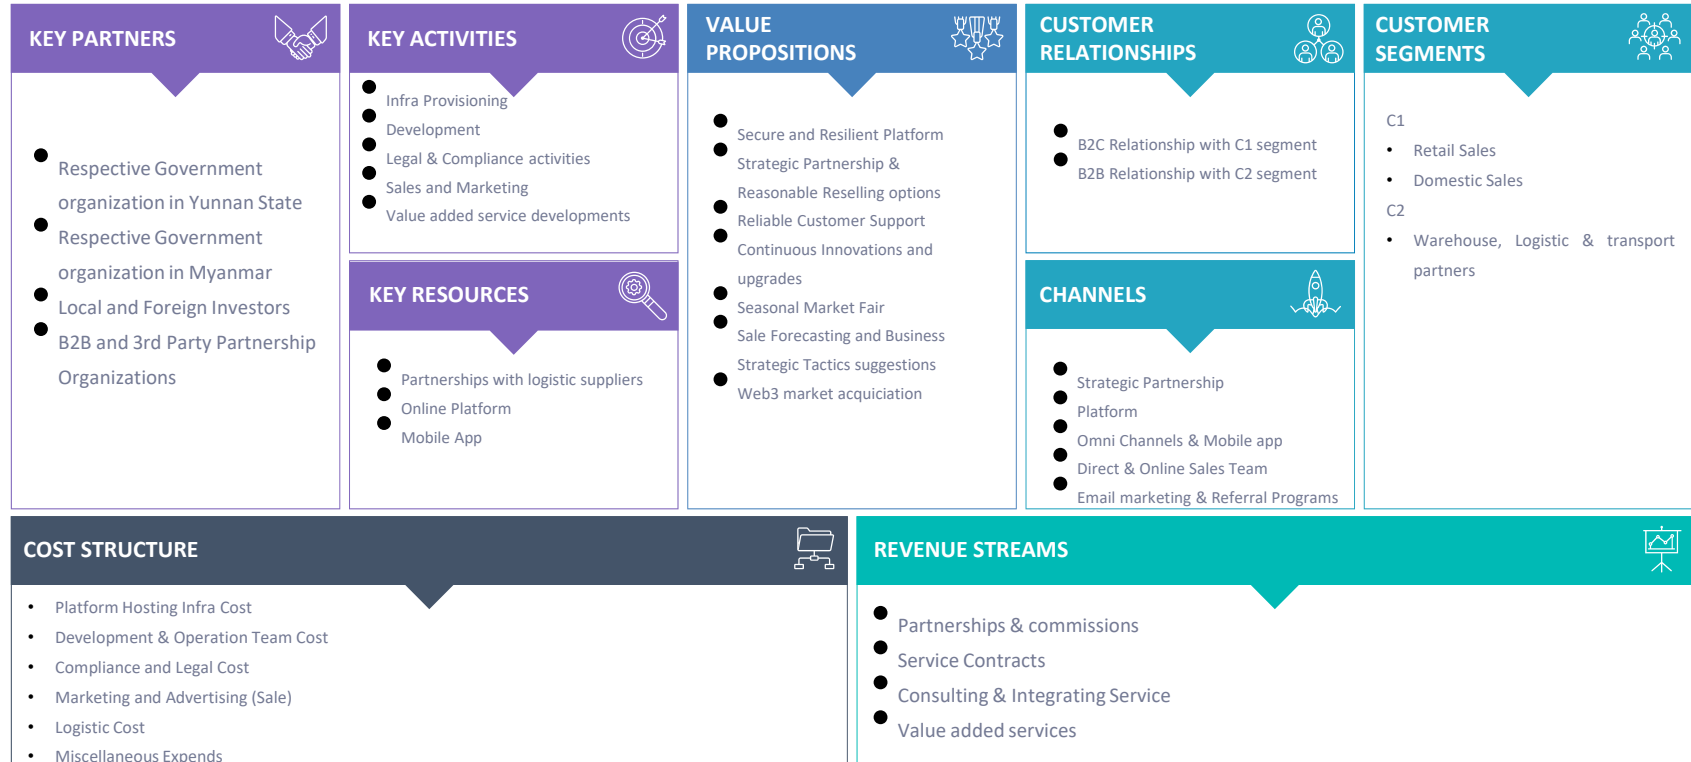 KEY PARTNERS
Respective Government
organization in Yunnan State
Respective Government
organization in Myanmar
Local and Foreign Investors
B2B and 3rd Party Partnership
Organizations
KEY ACTIVITIES
Infra Provisioning
Development
Legal & Compliance activities
Sales and Marketing
Value added service developments
KEY RESOURCES
Partnerships with logistic suppliers
Online Platform
Mobile App
VALUE
PROPOSITIONS
Secure and Resilient Platform
Strategic Partnership &
Reasonable Reselling options
Reliable Customer Support
Continuous Innovations and
upgrades
Seasonal Market Fair
Sale Forecasting and Business
Strategic Tactics suggestions
Web3 market acquiciation
CUSTOMER
RELATIONSHIPS
B2C Relationship with C1 segment
B2B Relationship with C2 segment
CHANNELS
Strategic Partnership
Platform
Omni Channels & Mobile app
Direct & Online Sales Team
Email marketing & Referral Programs
CUSTOMER
SEGMENTS
C1
• Retail Sales
• Domestic Sales
C2
• Warehouse, Logistic & transport
partners
COST STRUCTURE
• Platform Hosting Infra Cost
• Development & Operation Team Cost
• Compliance and Legal Cost
• Marketing and Advertising (Sale)
• Logistic Cost
• Miscellaneous Expends
REVENUE STREAMS
Partnerships & commissions
Service Contracts
Consulting & Integrating Service
Value added services